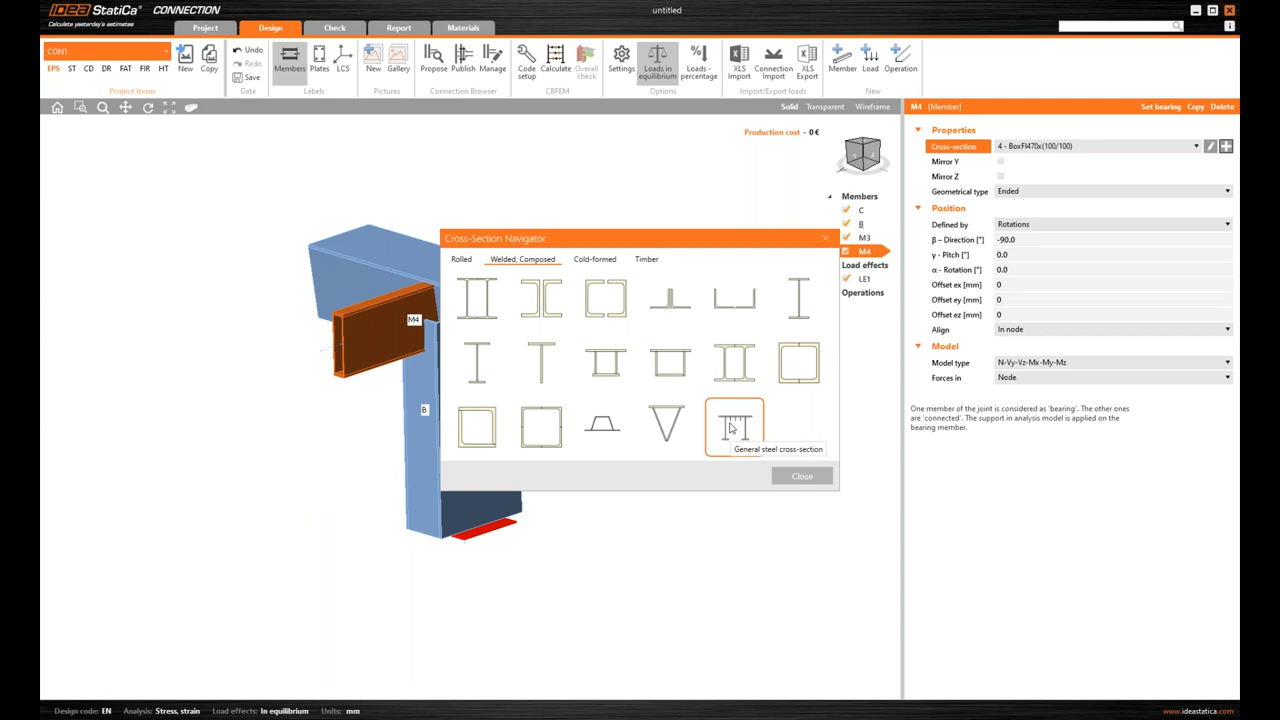 IDEA StatiCa® CONNECTION
Calculate yesterday's estimates
untitled
Project Design Check Report Materials
CON1
EPS ST CD DR FAT FIR HT
New Copy
Undo
Redo
Save
Members Plates LCS
New Gallery
Propose Publish Manage
Code setup Calculate Overall check
Settings Loads in equilibrium Loads - percentage
XLS Import Connection Import XLS Export
Member Load Operation
Project items Data Labels Pictures Connection Browser CBFEM Options Import/Export loads New
Solid Transparent Wireframe
M4 [Member] Set bearing Copy Delete
Production cost - 0 €
Members
C
B
M3
M4
Load effects
LE1
Operations
M4
B
Cross-Section Navigator
Rolled Welded, Composed Cold-formed Timber
General steel cross-section
Close
Properties
Cross-section 4 - BoxFl470x(100/100)
Mirror Y
Mirror Z
Geometrical type Ended
Position
Defined by Rotations
β – Direction [°] -90.0
γ - Pitch [°] 0.0
α - Rotation [°] 0.0
Offset ex [mm] 0
Offset ey [mm] 0
Offset ez [mm] 0
Align In node
Model
Model type N-Vy-Vz-Mx-My-Mz
Forces in Node
One member of the joint is considered as 'bearing'. The other ones
are 'connected'. The support in analysis model is applied on the
bearing member.
Design code: EN Analysis: Stress, strain Load effects: In equilibrium Units: mm
www.ideastatica.com